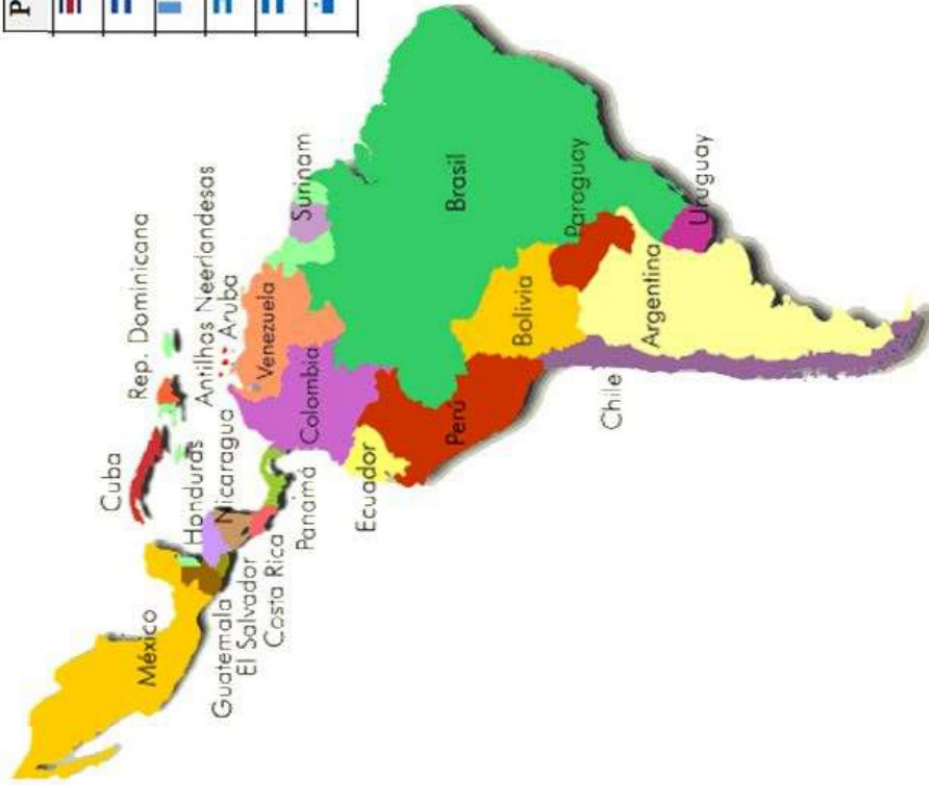 P
Cuba
Rep. Dominicana
Antilhas Neerlandesas
Aruba
México
Honduras
Nicaragua
Guatemala
El Salvador
Costa Rica
Panamá
Venezuela
Surinam
Colombia
Ecuador
Perú
Brasil
Bolivia
Paraguay
Chile
Argentina
Uruguay